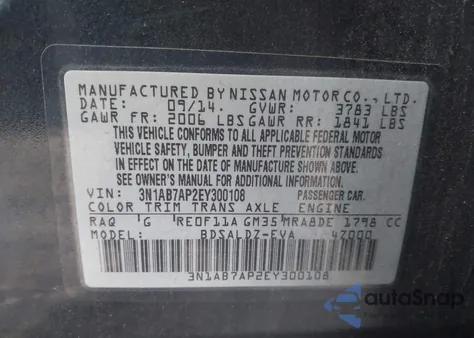 MANUFACTURED BY NISSAN MOTOR CO., LTD.
DATE: 09/14. GVWR: 3783 LBS
GAWR FR: 2006 LBS GAWR RR: 1841 LBS
THIS VEHICLE CONFORMS TO ALL APPLICABLE FEDERAL MOTOR
VEHICLE SAFETY, BUMPER AND THEFT PREVENTION STANDARDS
IN EFFECT ON THE DATE OF MANUFACTURE SHOWN ABOVE.
SEE OWNER'S MANUAL FOR ADDITIONAL INFORMATION.
VIN: 3N1AB7AP2EY300108 PASSENGER CAR.
COLOR TRIM TRANS AXLE ENGINE
RAQ G RE0F11A GM35 MRA8DE 1798 CC
MODEL: BDSALDZ-EVA 47000
3N1AB7AP2EY300108
autoSnap
POWERED BY